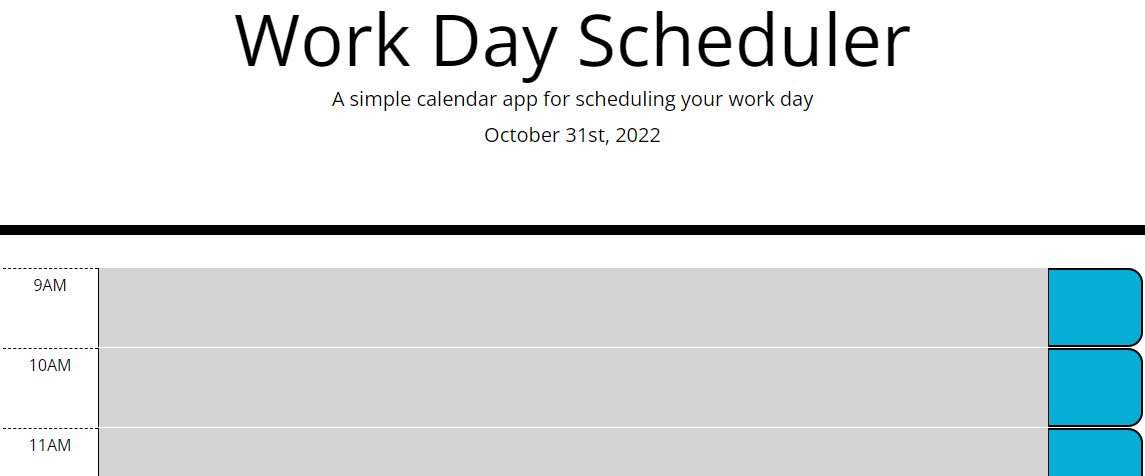 Work Day Scheduler
A simple calendar app for scheduling your work day
October 31st, 2022
9AM
10AM
11AM